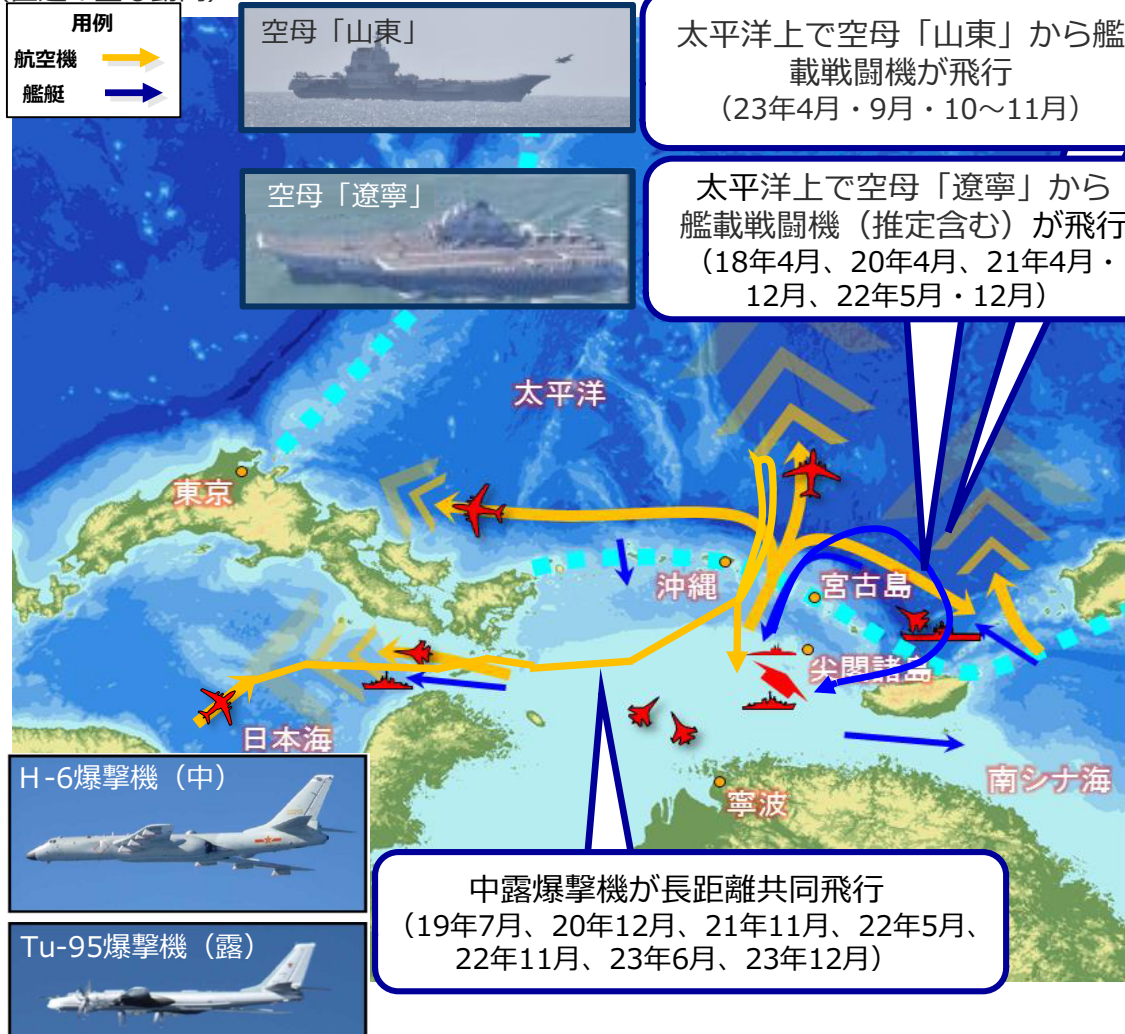 用例
航空機
艦艇
空母「山東」
太平洋上で空母「山東」から艦
載戦闘機が飛行
（23年4月・9月・10～11月）
空母「遼寧」
太平洋上で空母「遼寧」から
艦載戦闘機（推定含む）が飛行
（18年4月、20年4月、21年4月・
12月、22年5月・12月）
太平洋
東京
沖縄
宮古島
尖閣諸島
日本海
南シナ海
寧波
H-6爆撃機（中）
Tu-95爆撃機（露）
中露爆撃機が長距離共同飛行
（19年7月、20年12月、21年11月、22年5月、
22年11月、23年6月、23年12月）